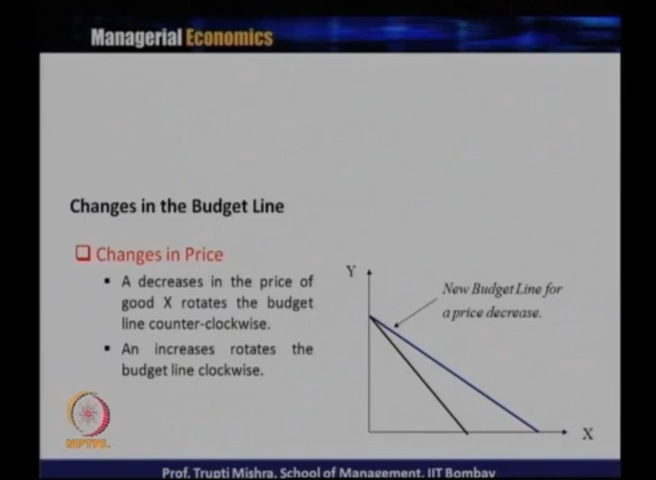 Managerial Economics
Changes in the Budget Line
Changes in Price
A decreases in the price of
good X rotates the budget
line counter-clockwise.
An increases rotates the
budget line clockwise.
Y
New Budget Line for
a price decrease.
X
NPTEL
Prof. Trupti Mishra, School of Management, IIT Bombay